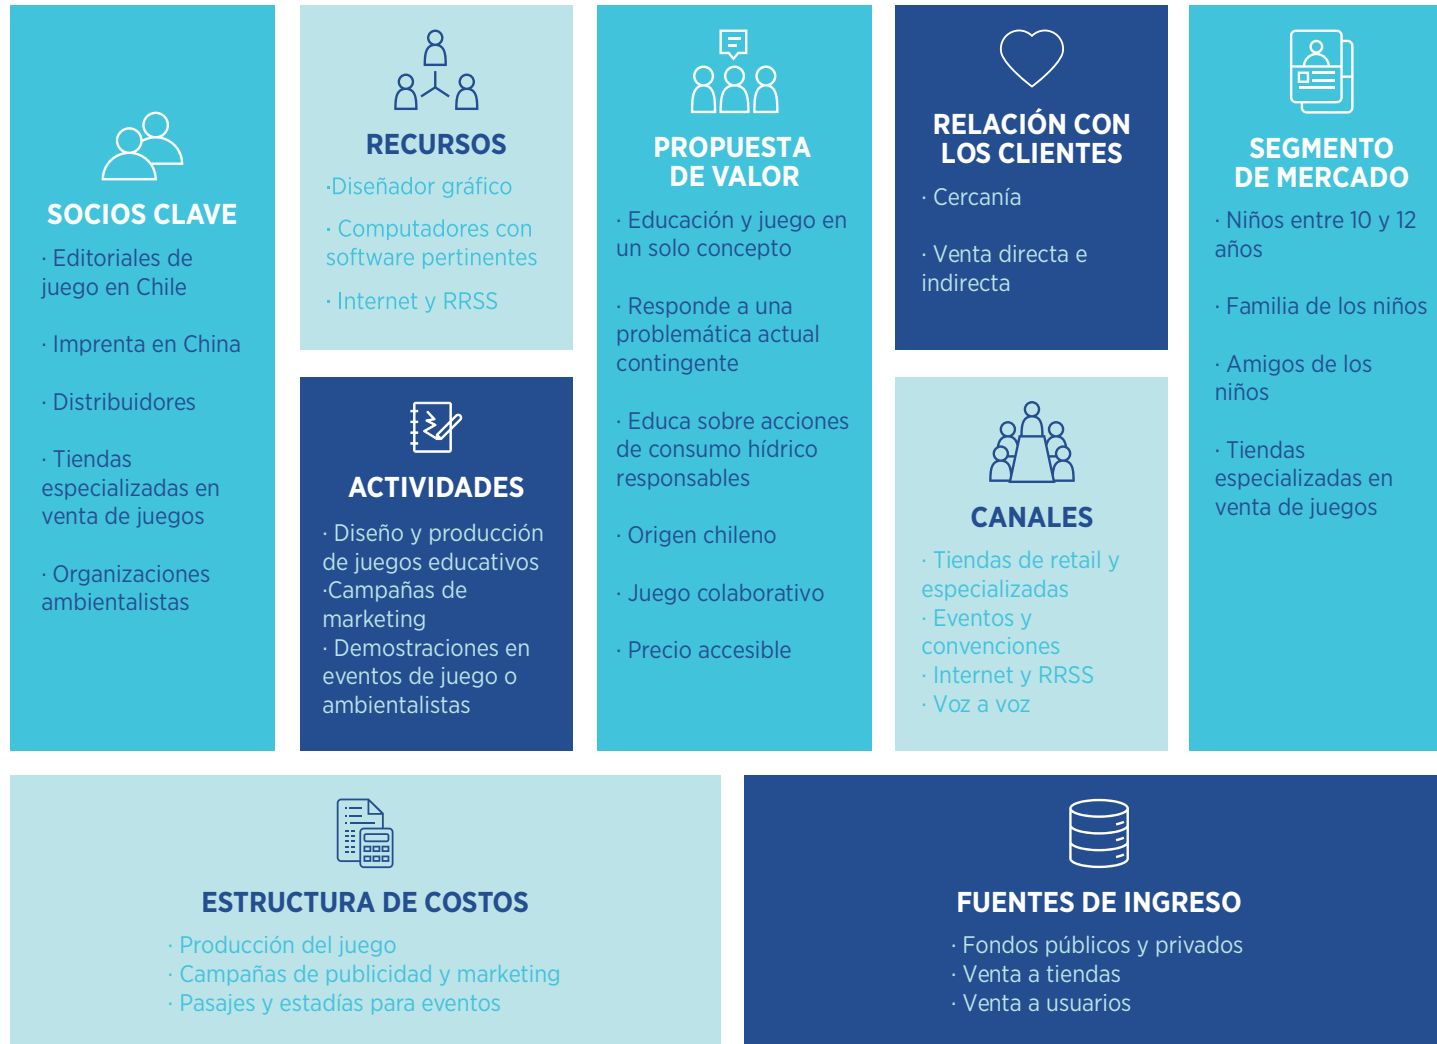 SOCIOS CLAVE
· Editoriales de
juego en Chile
· Imprenta en China
· Distribuidores
· Tiendas
especializadas en
venta de juegos
· Organizaciones
ambientalistas
RECURSOS
·Diseñador gráfico
· Computadores con
software pertinentes
· Internet y RRSS
ACTIVIDADES
· Diseño y producción
de juegos educativos
·Campañas de
marketing
· Demostraciones en
eventos de juego o
ambientalistas
PROPUESTA
DE VALOR
· Educación y juego en
un solo concepto
· Responde a una
problemática actual
contingente
· Educa sobre acciones
de consumo hídrico
responsables
· Origen chileno
· Juego colaborativo
· Precio accesible
RELACIÓN CON
LOS CLIENTES
· Cercanía
· Venta directa e
indirecta
CANALES
· Tiendas de retail y
especializadas
· Eventos y
convenciones
· Internet y RRSS
· Voz a voz
SEGMENTO
DE MERCADO
· Niños entre 10 y 12
años
· Familia de los niños
· Amigos de los
niños
· Tiendas
especializadas en
venta de juegos
ESTRUCTURA DE COSTOS
· Producción del juego
· Campañas de publicidad y marketing
· Pasajes y estadías para eventos
FUENTES DE INGRESO
· Fondos públicos y privados
· Venta a tiendas
· Venta a usuarios